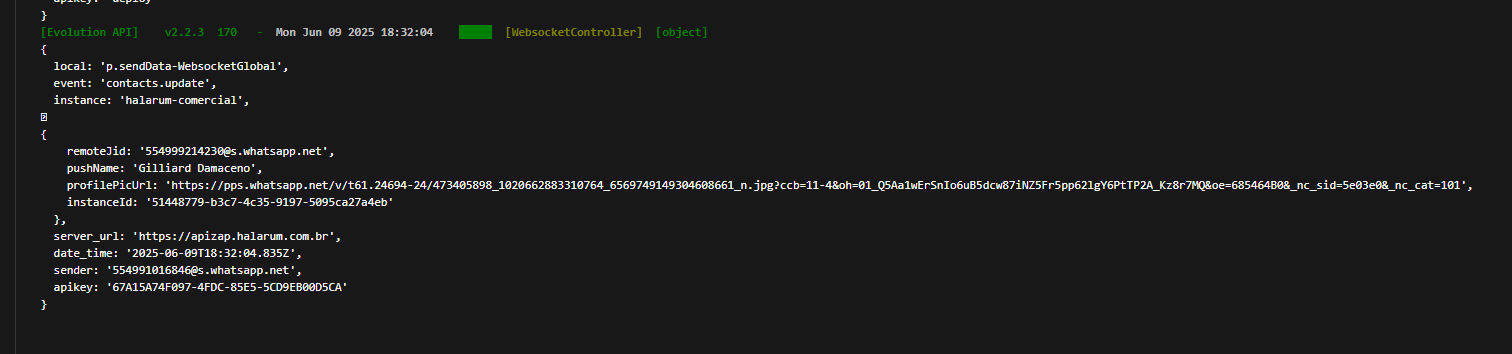 apikey: 'deploy'
}
[Evolution API] v2.2.3 170 - Mon Jun 09 2025 18:32:04 [WebsocketController] [object]
{
local: 'p.sendData-WebsocketGlobal',
event: 'contacts.update',
instance: 'halarum-comercial',
{
remoteJid: '554999214230@s.whatsapp.net',
pushName: 'Gilliard Damaceno',
profilePicUrl: 'https://pps.whatsapp.net/v/t61.24694-24/473405898_1020662883310764_6569749149304608661_n.jpg?ccb=11-4&oh=01_Q5Aa1wErSnIo6uB5dcw87iNZ5Fr5pp62lgY6PtTP2A_Kz8r7MQ&oe=685464B0&_nc_sid=5e03e0&_nc_cat=101',
instanceId: '51448779-b3c7-4c35-9197-5095ca27a4eb'
},
server_url: 'https://apizap.halarum.com.br',
date_time: '2025-06-09T18:32:04.835Z',
sender: '554991016846@s.whatsapp.net',
apikey: '67A15A74F097-4FDC-85E5-5CD9EB00D5CA'
}